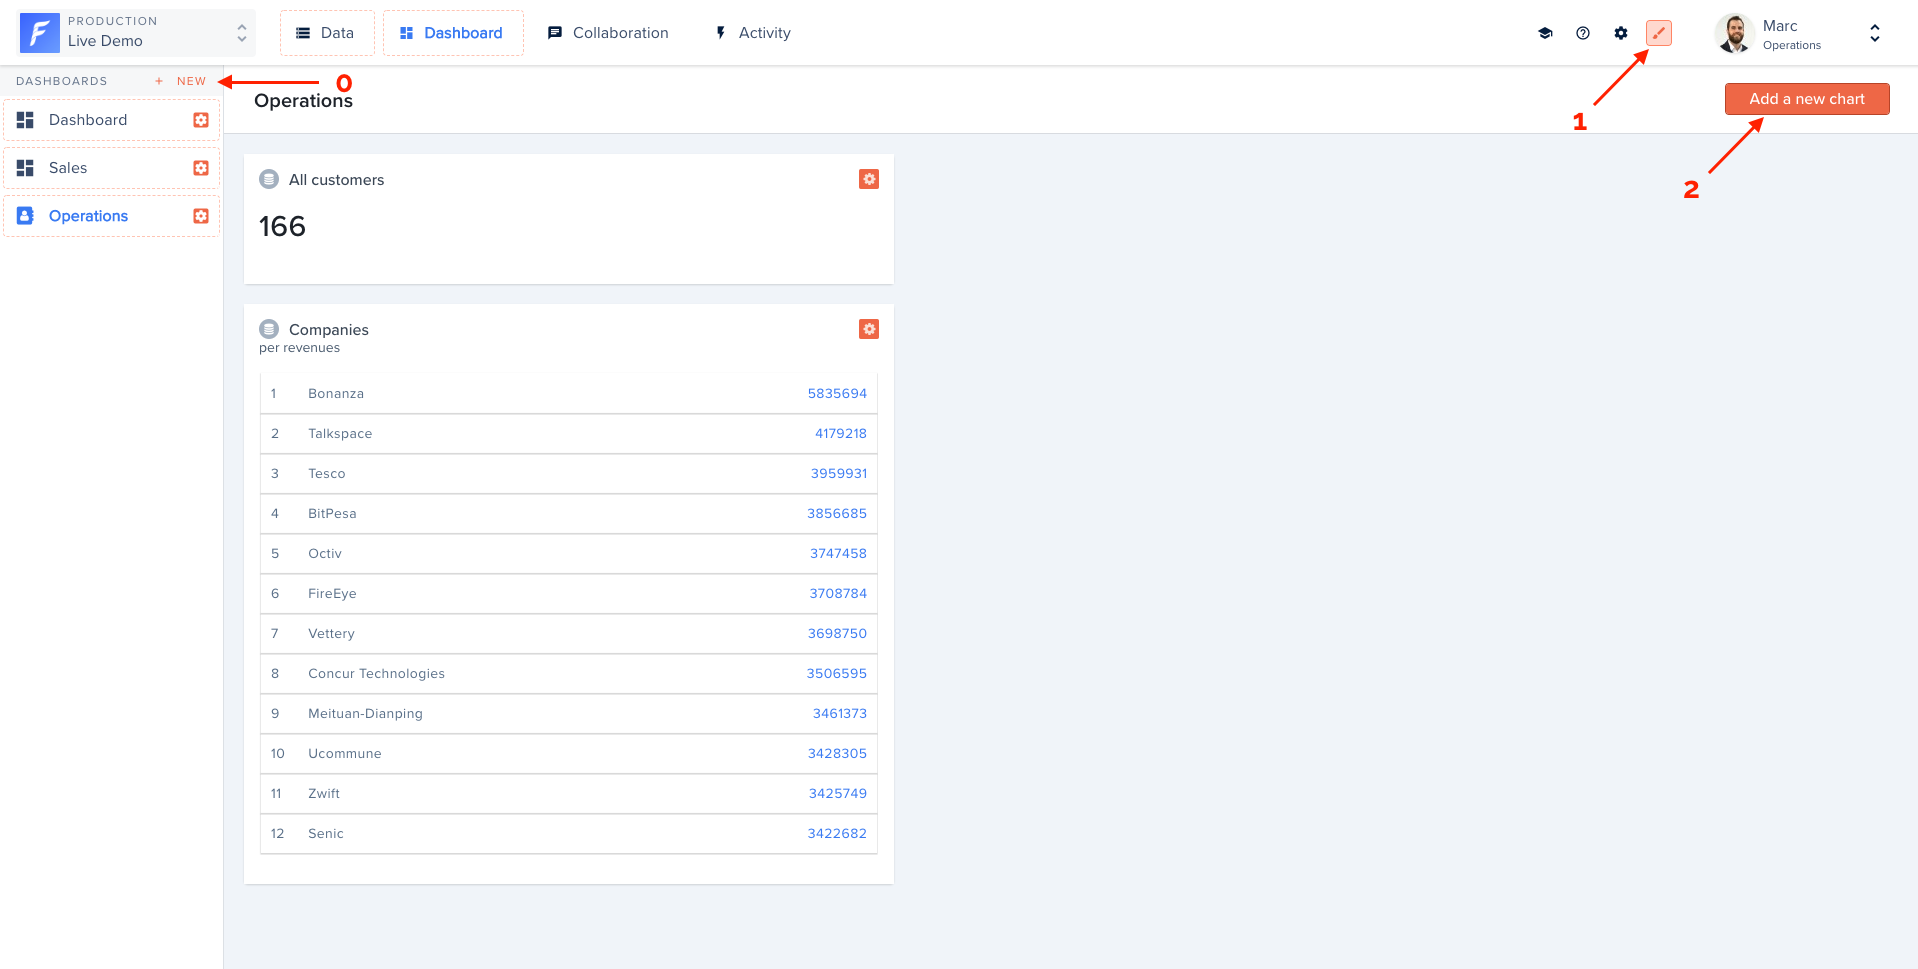 PRODUCTION
Live Demo
Data
Dashboard
Collaboration
Activity
Marc
Operations
DASHBOARDS
+ NEW
0
Dashboard
Sales
Operations
Operations
1
Add a new chart
2
All customers
166
Companies
per revenues
1 Bonanza 5835694
2 Talkspace 4179218
3 Tesco 3959931
4 BitPesa 3856685
5 Octiv 3747458
6 FireEye 3708784
7 Vettery 3698750
8 Concur Technologies 3506595
9 Meituan-Dianping 3461373
10 Ucommune 3428305
11 Zwift 3425749
12 Senic 3422682